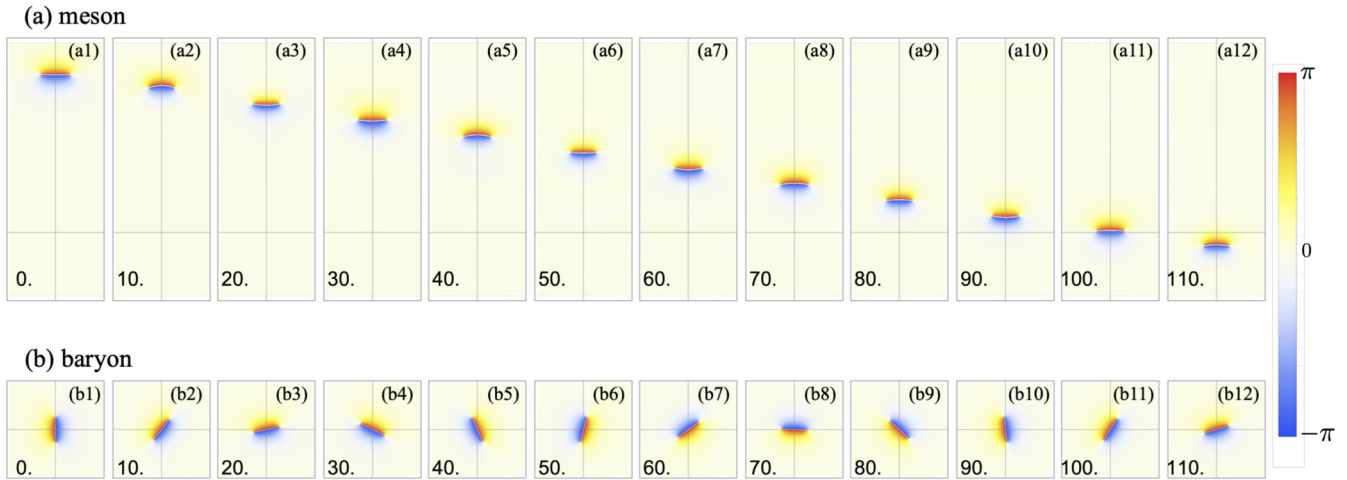 (a) meson
(a1) (a2) (a3) (a4) (a5) (a6) (a7) (a8) (a9) (a10) (a11) (a12)
π
0
0. 10. 20. 30. 40. 50. 60. 70. 80. 90. 100. 110.
(b) baryon
(b1) (b2) (b3) (b4) (b5) (b6) (b7) (b8) (b9) (b10) (b11) (b12)
−π
0. 10. 20. 30. 40. 50. 60. 70. 80. 90. 100. 110.